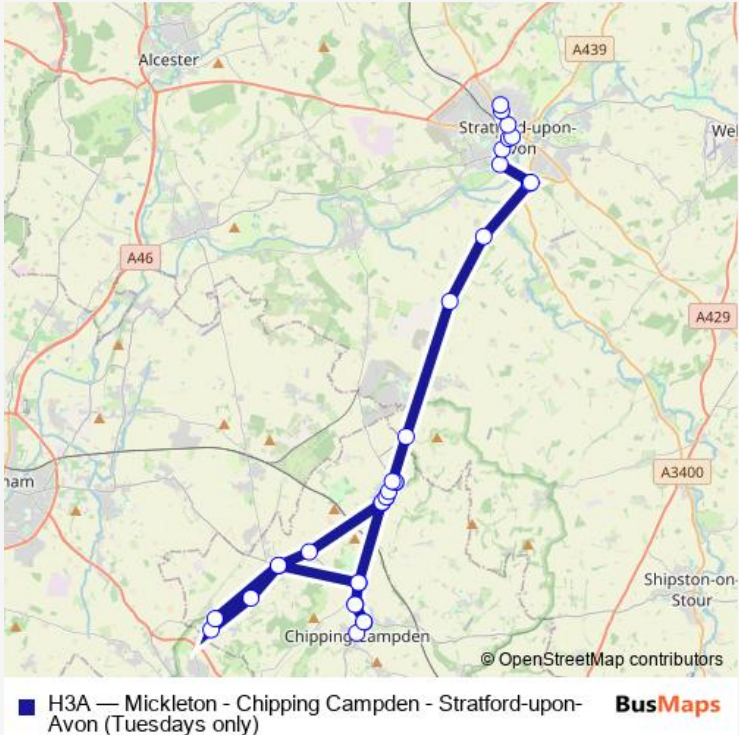 Alcester
A439
Stratford-upon-
Avon
Wel
A46
A429
A3400
ham
Shipston-on-
Stour
Chipping Campden
© OpenStreetMap contributors
H3A — Mickleton - Chipping Campden - Stratford-upon-
Avon (Tuesdays only)
BusMaps